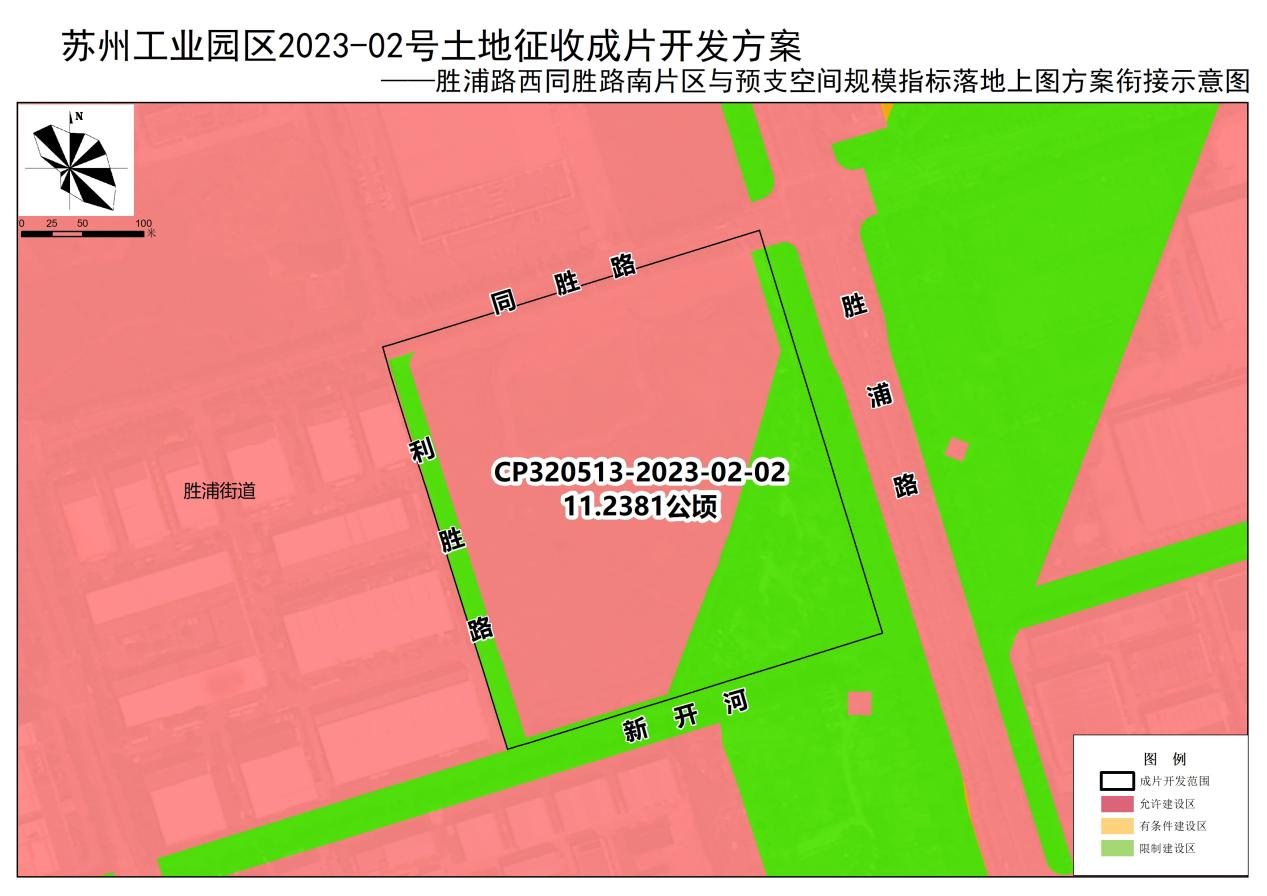 苏州工业园区2023-02号土地征收成片开发方案
——胜浦路西同胜路南片区与预支空间规模指标落地上图方案衔接示意图
N
0 25 50 100
米
同胜路
胜浦路
利胜路
胜浦街道
CP320513-2023-02-02
11.2381公顷
新开河
图 例
成片开发范围
允许建设区
有条件建设区
限制建设区